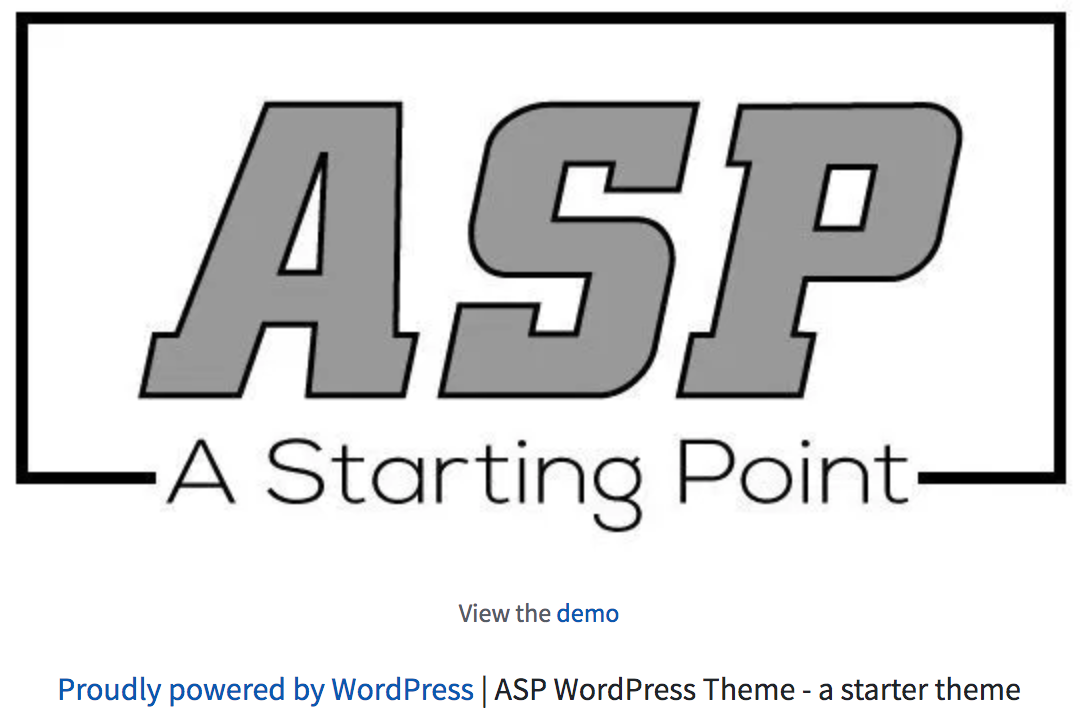 ASP
A Starting Point
View the demo
Proudly powered by WordPress | ASP WordPress Theme - a starter theme